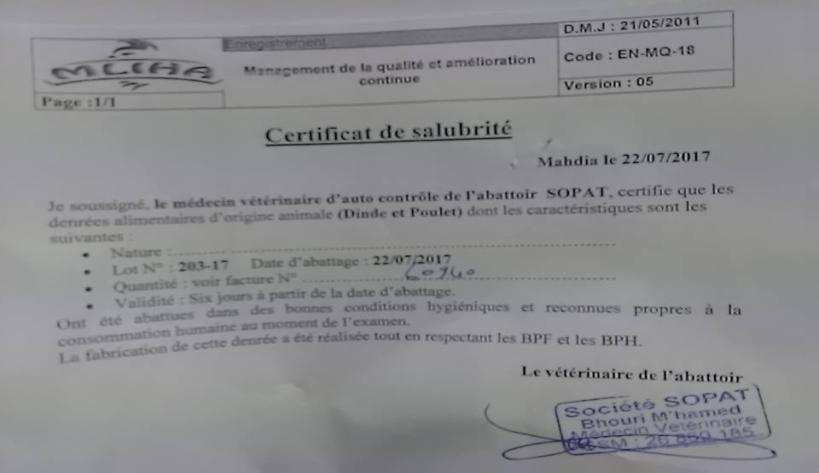 D.M.J : 21/05/2011
Enregistrement :
MLIHA
Management de la qualité et amélioration
continue
Code : EN-MQ-18
Version : 05
Page :1/1
Certificat de salubrité
Mahdia le 22/07/2017
Je soussigné, le médecin vétérinaire d'auto contrôle de l'abattoir SOPAT, certifie que les
denrées alimentaires d'origine animale (Dinde et Poulet) dont les caractéristiques sont les
suivantes :
• Nature :
• Lot N° : 203-17 Date d'abattage : 22/07/2017
• Quantité : voir facture N°
• Validité : Six jours à partir de la date d'abattage.
Ont été abattues dans des bonnes conditions hygiéniques et reconnues propres à la
consommation humaine au moment de l'examen.
La fabrication de cette denrée a été réalisée tout en respectant les BPF et les BPH.
Le vétérinaire de l'abattoir
Société SOPAT
Bhouri M'hamed
Médecin Vétérinaire